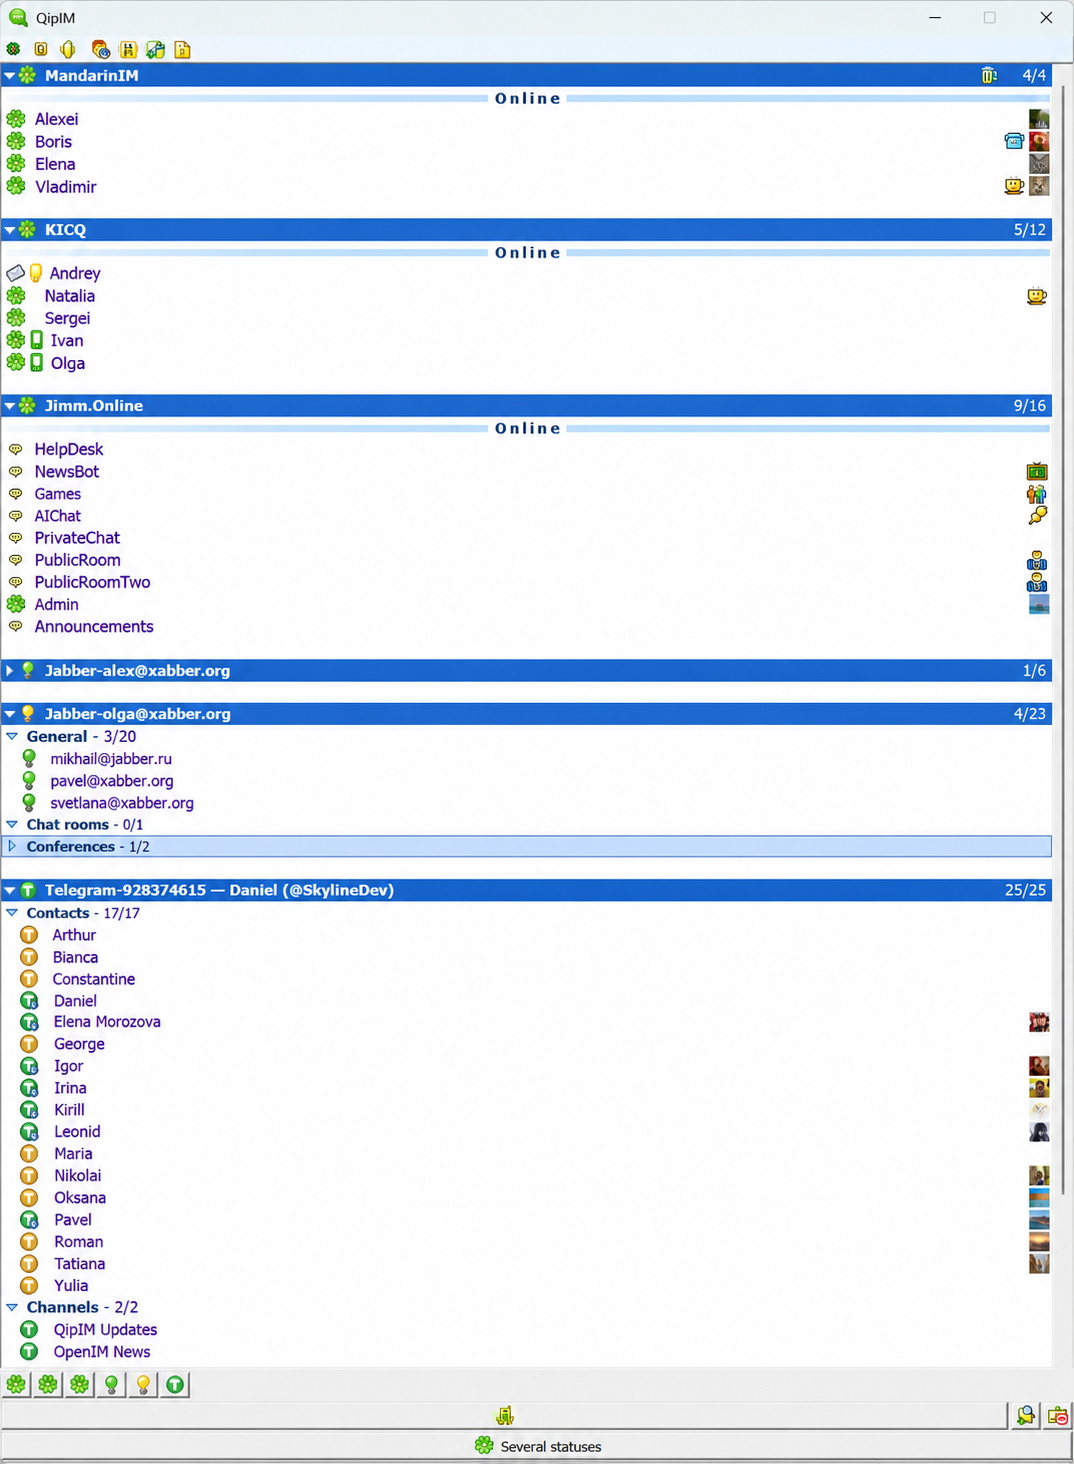 QipIM
MandarinIM 4/4
Online
Alexei
Boris
Elena
Vladimir
KICQ 5/12
Online
Andrey
Natalia
Sergei
Ivan
Olga
Jimm.Online 9/16
Online
HelpDesk
NewsBot
Games
AIChat
PrivateChat
PublicRoom
PublicRoomTwo
Admin
Announcements
Jabber-alex@xabber.org 1/6
Jabber-olga@xabber.org 4/23
General - 3/20
mikhail@jabber.ru
pavel@xabber.org
svetlana@xabber.org
Chat rooms - 0/1
Conferences - 1/2
Telegram-928374615 — Daniel (@SkylineDev) 25/25
Contacts - 17/17
Arthur
Bianca
Constantine
Daniel
Elena Morozova
George
Igor
Irina
Kirill
Leonid
Maria
Nikolai
Oksana
Pavel
Roman
Tatiana
Yulia
Channels - 2/2
QipIM Updates
OpenIM News
Several statuses